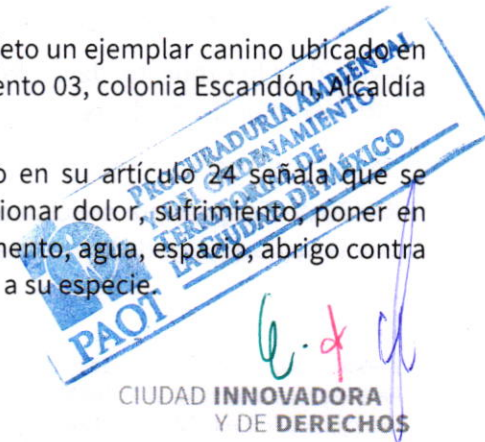 eto un ejemplar canino ubicado en
ento 03, colonia Escandón, Alcaldía
o en su artículo 24 señala que se
ionar dolor, sufrimiento, poner en
mento, agua, espacio, abrigo contra
a su especie.
PROCURADURÍA AMBIENTAL
Y DEL ORDENAMIENTO
TERRITORIAL DE
LA CIUDAD DE MÉXICO
PAOT
CIUDAD INNOVADORA
Y DE DERECHOS